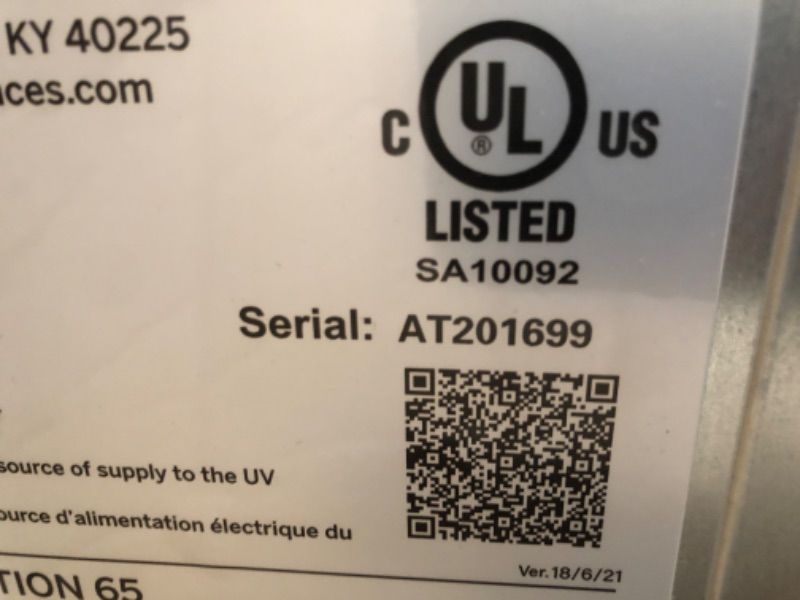 KY 40225
ces.com
C UL® US
LISTED
SA10092
Serial: AT201699
source of supply to the UV
ource d'alimentation électrique du
Ver.18/6/21
TION 65